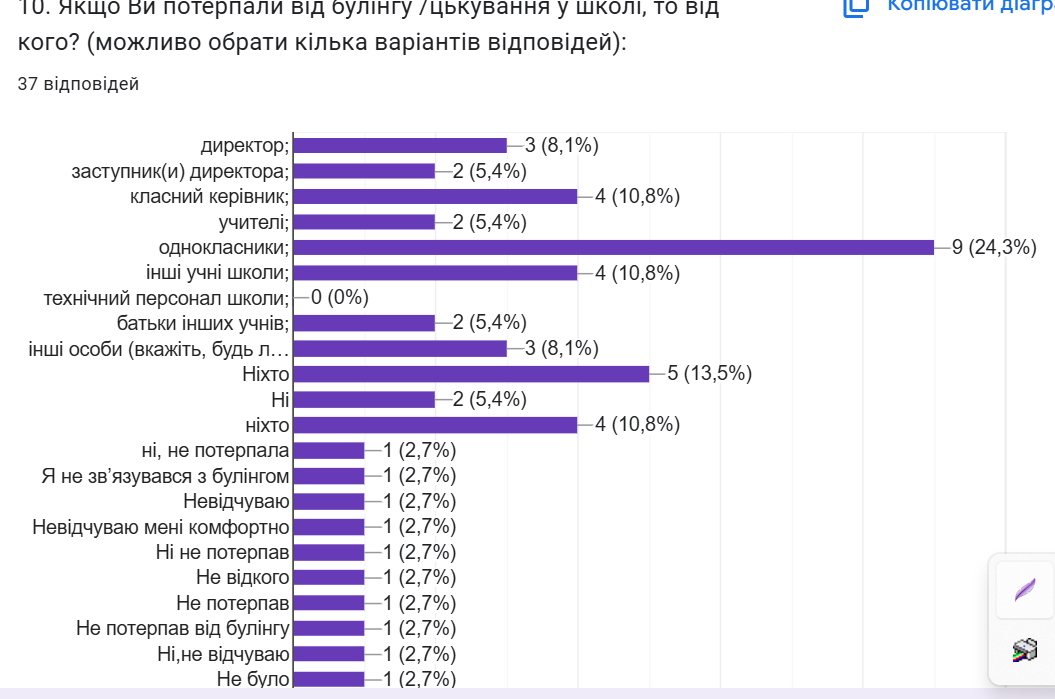 10. Якщо Ви потерпали від булінгу /цькування у школі, то від
кого? (можливо обрати кілька варіантів відповідей):
Копіювати діагр
37 відповідей
директор; 3 (8,1%)
заступник(и) директора; 2 (5,4%)
класний керівник; 4 (10,8%)
учителі; 2 (5,4%)
однокласники; 9 (24,3%)
інші учні школи; 4 (10,8%)
технічний персонал школи; 0 (0%)
батьки інших учнів; 2 (5,4%)
інші особи (вкажіть, будь л… 3 (8,1%)
Ніхто 5 (13,5%)
Ні 2 (5,4%)
ніхто 4 (10,8%)
ні, не потерпала 1 (2,7%)
Я не зв’язувався з булінгом 1 (2,7%)
Невідчуваю 1 (2,7%)
Невідчуваю мені комфортно 1 (2,7%)
Ні не потерпав 1 (2,7%)
Не відкого 1 (2,7%)
Не потерпав 1 (2,7%)
Не потерпав від булінгу 1 (2,7%)
Ні,не відчуваю 1 (2,7%)
Не було 1 (2,7%)